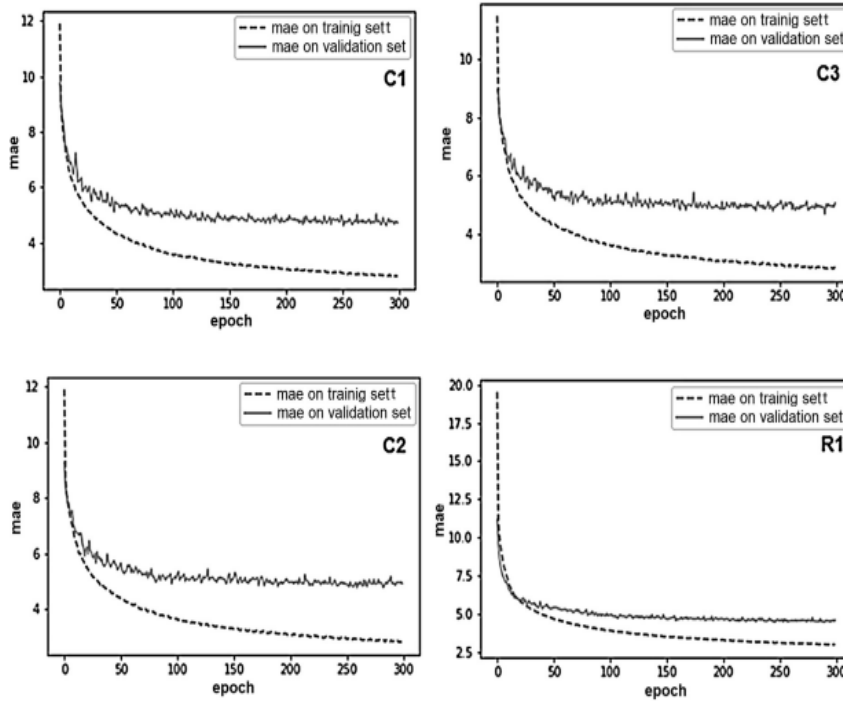 12
10
8
6
4
mae
mae on trainig sett
mae on validation set
C1
0 50 100 150 200 250 300
epoch
10
8
6
4
mae
mae on trainig sett
mae on validation set
C3
0 50 100 150 200 250 300
epoch
12
10
8
6
4
mae
mae on trainig sett
mae on validation set
C2
0 50 100 150 200 250 300
epoch
20.0
17.5
15.0
12.5
10.0
7.5
5.0
2.5
mae
mae on trainig sett
mae on validation set
R1
0 50 100 150 200 250 300
epoch